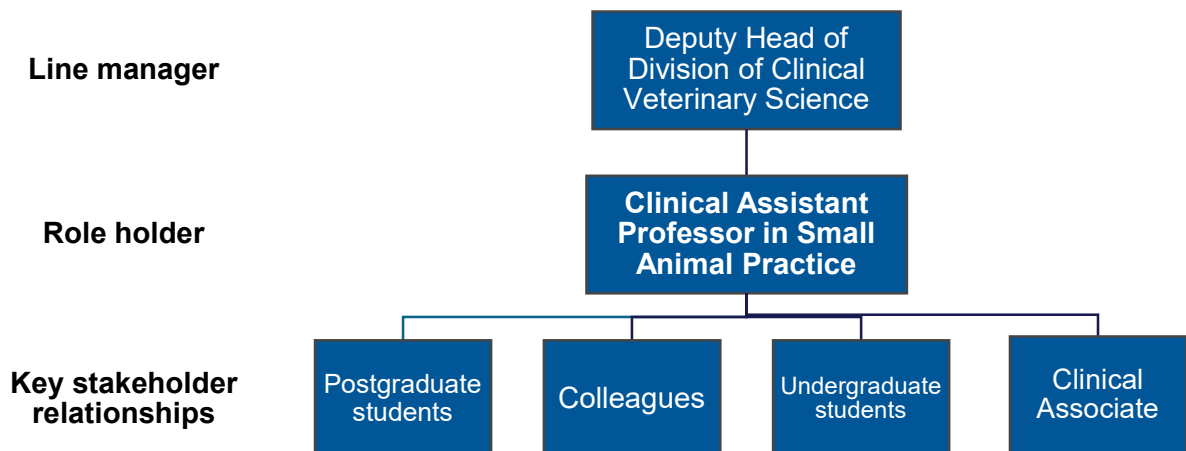 Line manager
Deputy Head of
Division of Clinical
Veterinary Science
Role holder
Clinical Assistant
Professor in Small
Animal Practice
Key stakeholder
relationships
Postgraduate
students
Colleagues
Undergraduate
students
Clinical
Associate